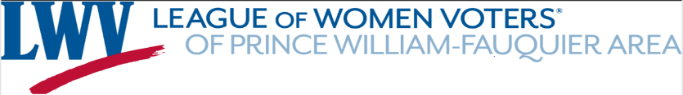 LWV LEAGUE OF WOMEN VOTERS®
OF PRINCE WILLIAM-FAUQUIER AREA